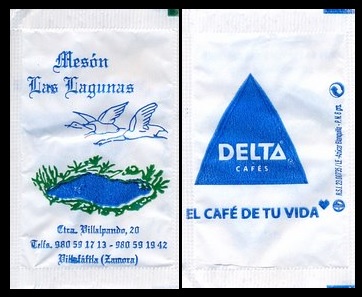 Mesón
Las Lagunas
Ctra. Villalpando, 20
Telfs. 980 59 17 13 - 980 59 19 42
Villafáfila (Zamora)
DELTA
CAFÉS
EL CAFÉ DE TU VIDA